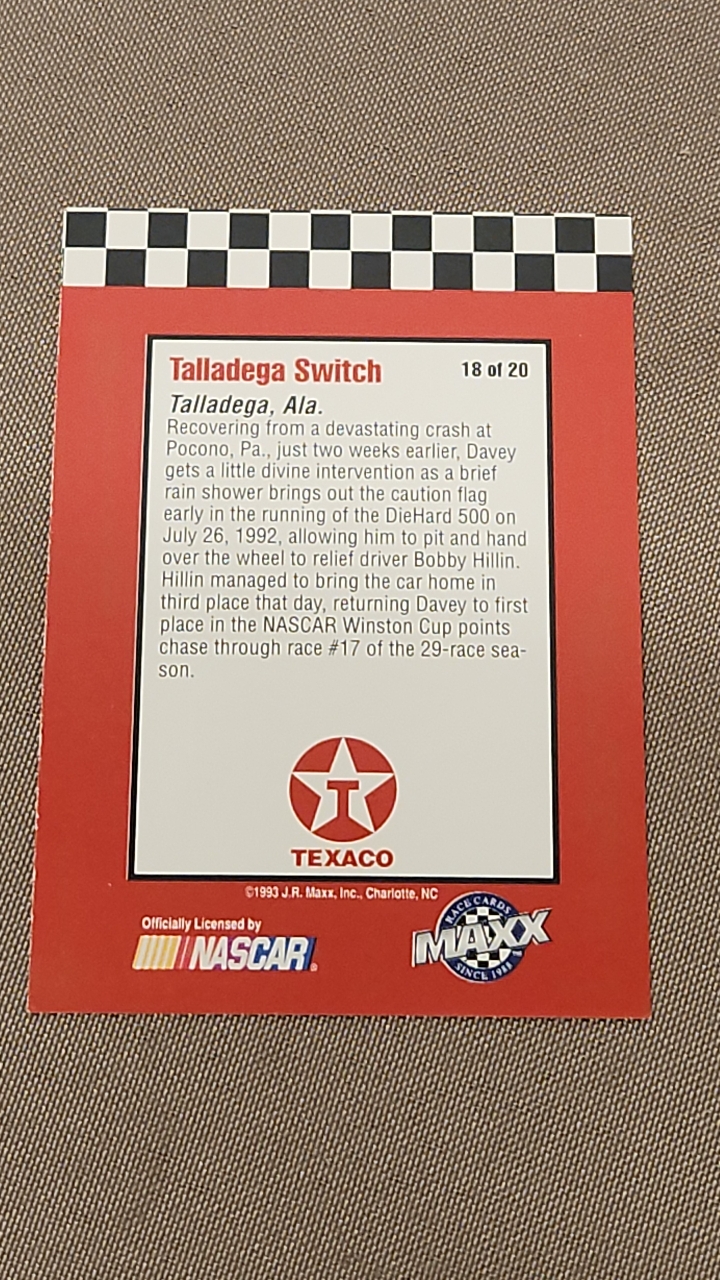 Talladega Switch 18 of 20
Talladega, Ala.
Recovering from a devastating crash at
Pocono, Pa., just two weeks earlier, Davey
gets a little divine intervention as a brief
rain shower brings out the caution flag
early in the running of the DieHard 500 on
July 26, 1992, allowing him to pit and hand
over the wheel to relief driver Bobby Hillin.
Hillin managed to bring the car home in
third place that day, returning Davey to first
place in the NASCAR Winston Cup points
chase through race #17 of the 29-race sea-
son.
T
TEXACO
©1993 J.R. Maxx, Inc., Charlotte, NC
Officially Licensed by
NASCAR®
RACE CARDS
MAXX
SINCE 1988